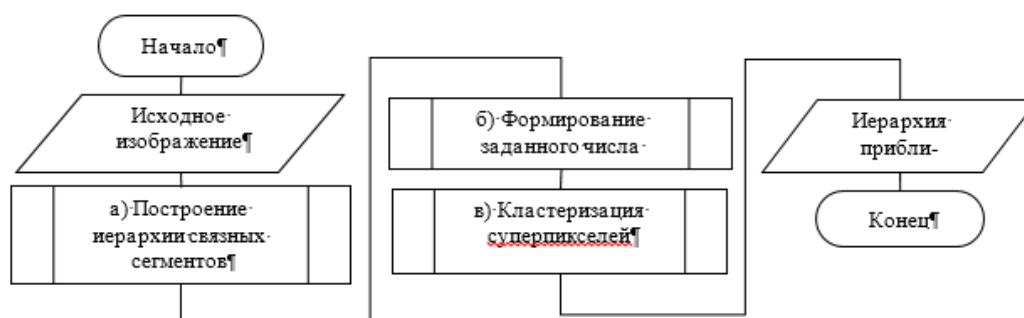 Начало¶
Исходное·
изображение¶
а)·Построение·
иерархии·связных·
сегментов¶
б)·Формирование·
заданного·числа·
в)·Кластеризация·
суперпикселей¶
Иерархия·
прибли-
Конец¶